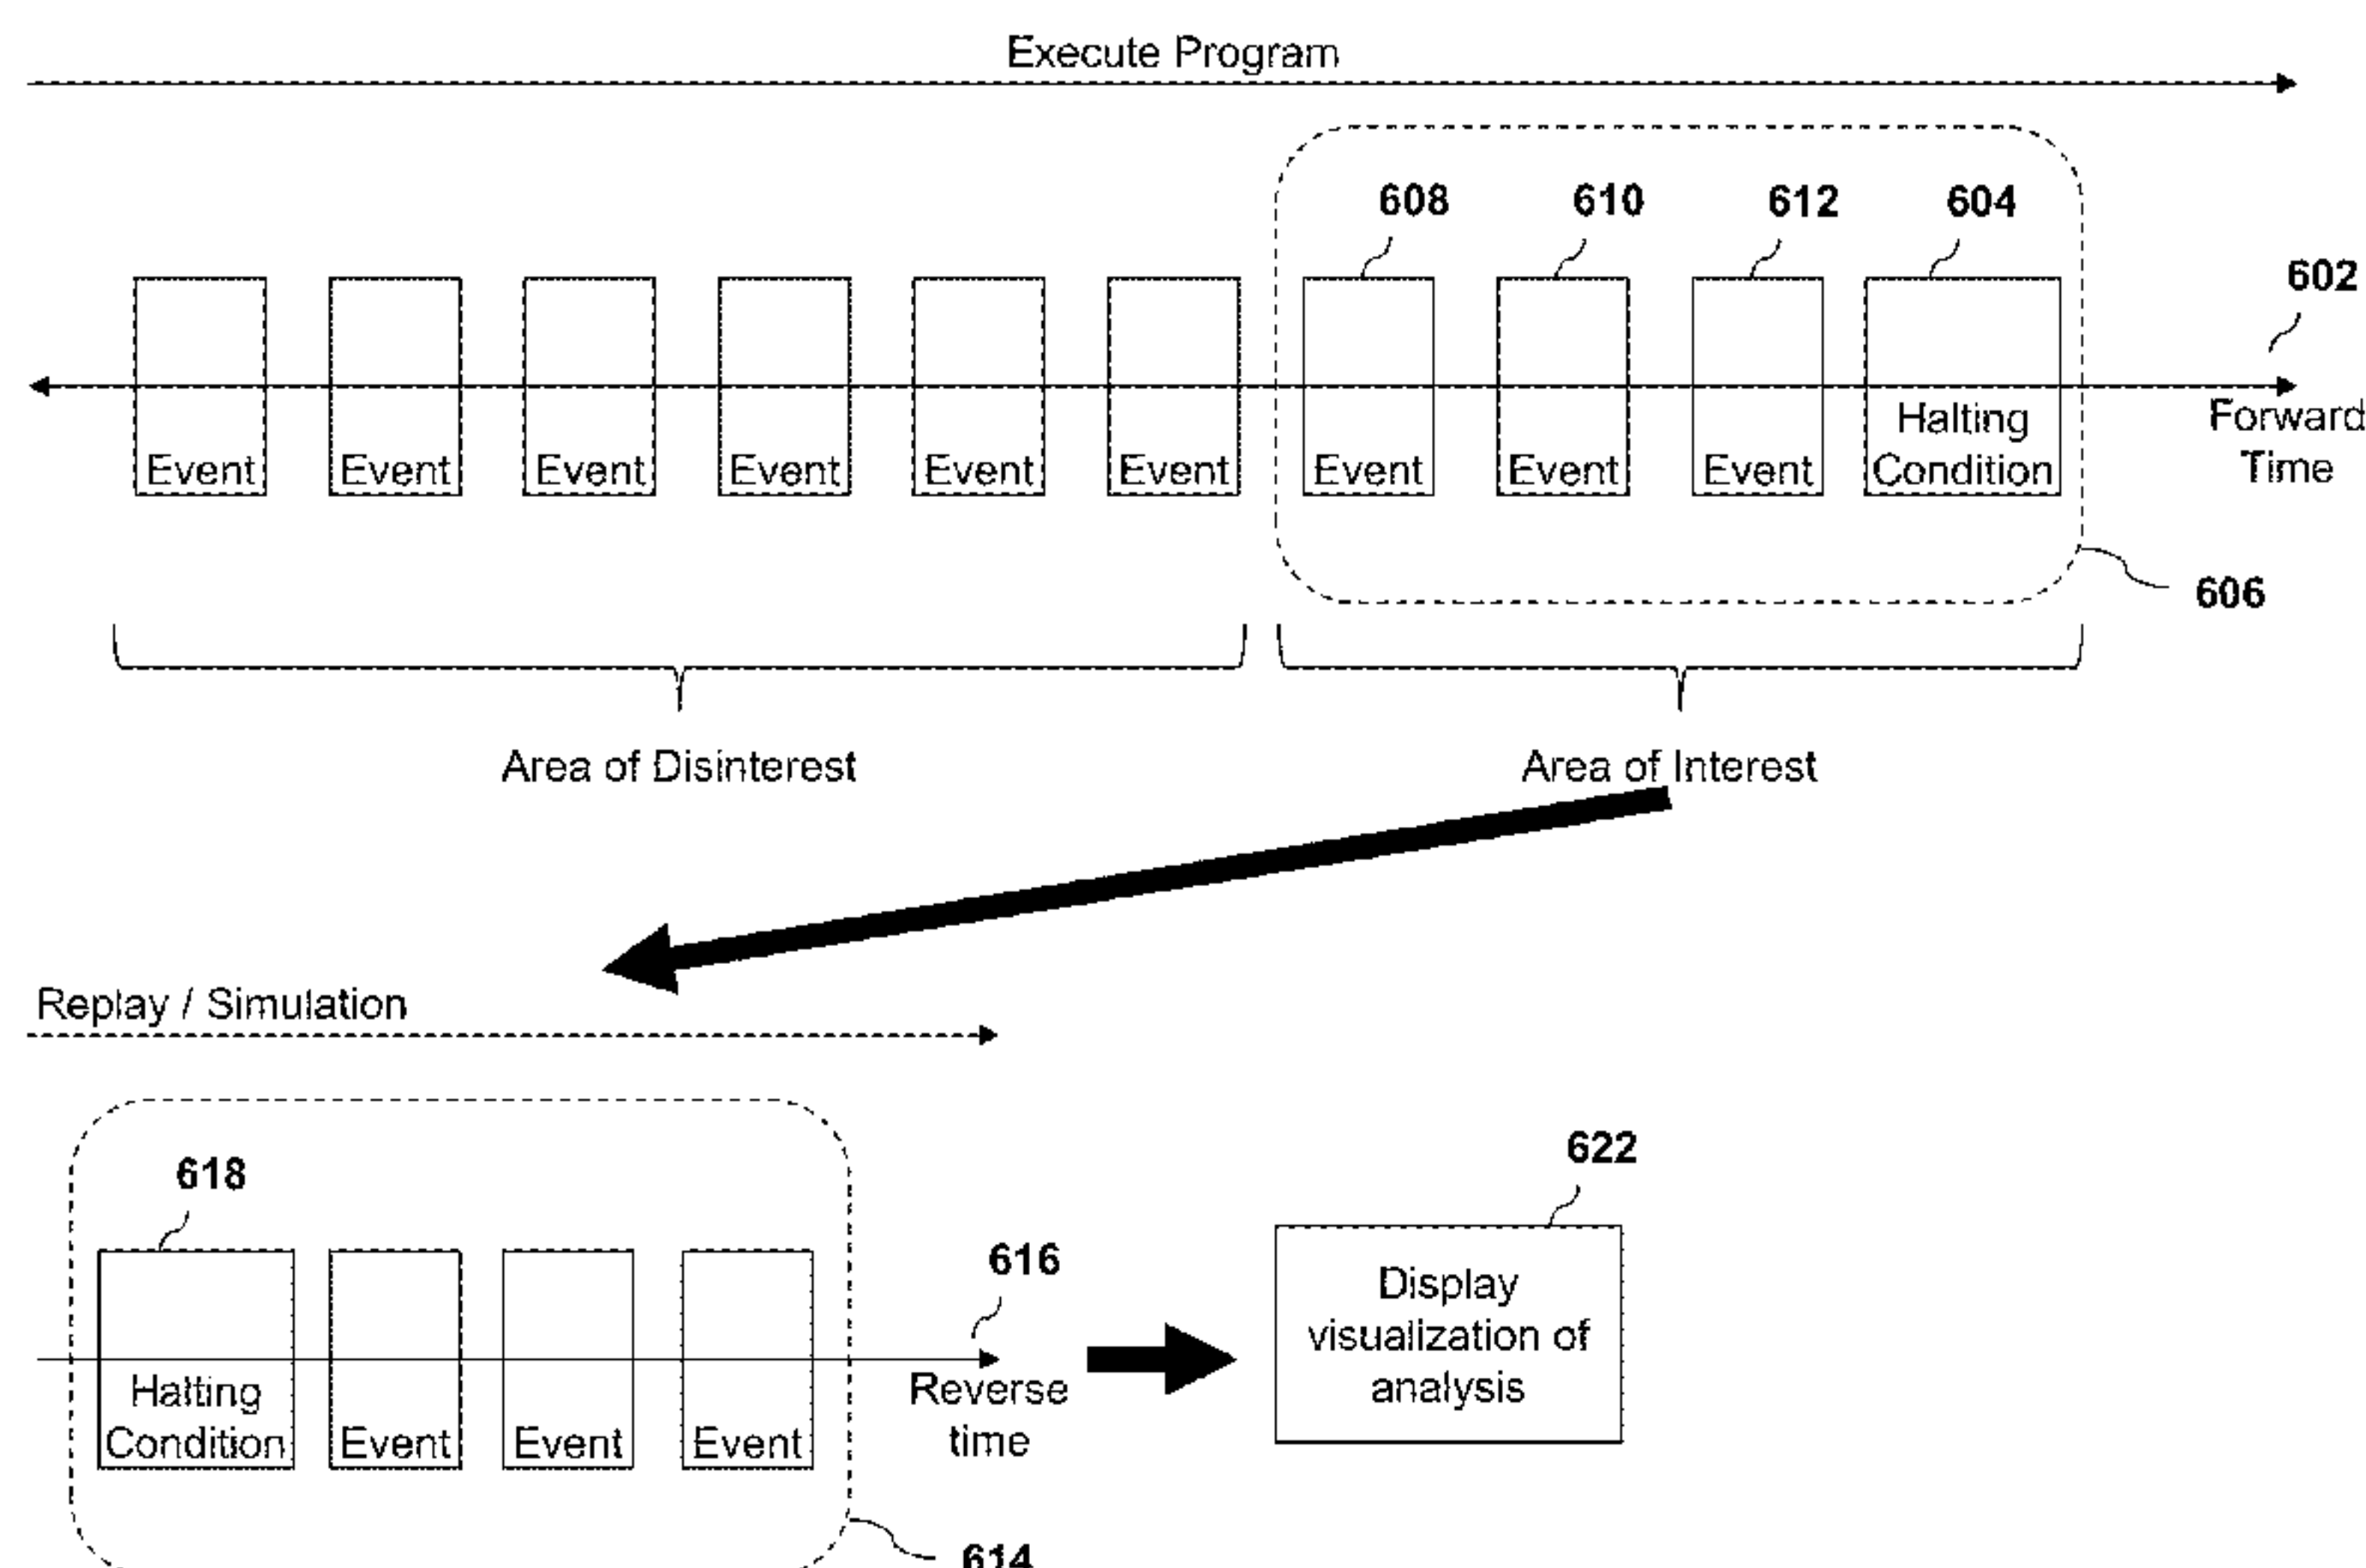 Execute Program
608
610
612
604
602
Event
Event
Event
Event
Event
Event
Event
Event
Event
Halting
Condition
Forward
Time
606
Area of Disinterest
Area of Interest
Replay / Simulation
618
616
622
Halting
Condition
Event
Event
Event
Reverse
time
Display
visualization of
analysis
614